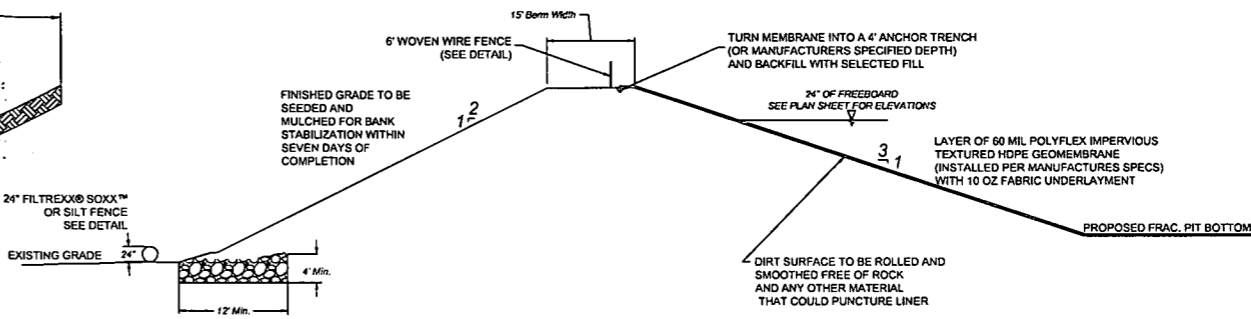 15' Berm Width
6' WOVEN WIRE FENCE
(SEE DETAIL)
TURN MEMBRANE INTO A 4' ANCHOR TRENCH
(OR MANUFACTURERS SPECIFIED DEPTH)
AND BACKFILL WITH SELECTED FILL
FINISHED GRADE TO BE
SEEDED AND
MULCHED FOR BANK
STABILIZATION WITHIN
SEVEN DAYS OF
COMPLETION
2
1
24" OF FREEBOARD
SEE PLAN SHEET FOR ELEVATIONS
3
1
LAYER OF 60 MIL POLYFLEX IMPERVIOUS
TEXTURED HDPE GEOMEMBRANE
(INSTALLED PER MANUFACTURES SPECS)
WITH 10 OZ FABRIC UNDERLAYMENT
24" FILTREXX® SOXX™
OR SILT FENCE
SEE DETAIL
EXISTING GRADE
24"
4' Min.
12' Min.
PROPOSED FRAC. PIT BOTTOM
DIRT SURFACE TO BE ROLLED AND
SMOOTHED FREE OF ROCK
AND ANY OTHER MATERIAL
THAT COULD PUNCTURE LINER